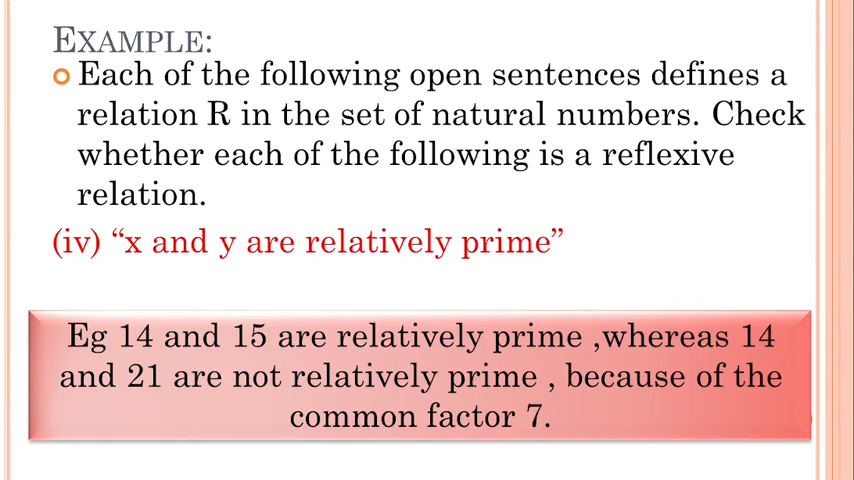 EXAMPLE:
Each of the following open sentences defines a
relation R in the set of natural numbers. Check
whether each of the following is a reflexive
relation.
(iv) “x and y are relatively prime”
Eg 14 and 15 are relatively prime ,whereas 14
and 21 are not relatively prime , because of the
common factor 7.